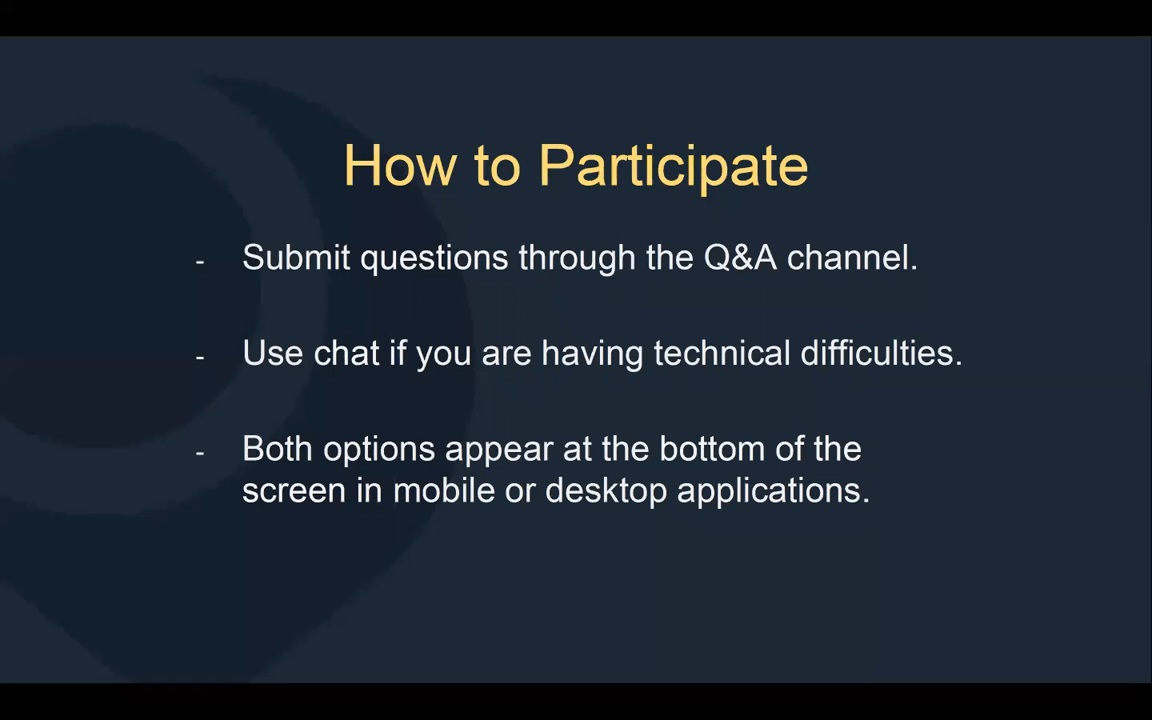 How to Participate
- Submit questions through the Q&A channel.
- Use chat if you are having technical difficulties.
- Both options appear at the bottom of the
screen in mobile or desktop applications.